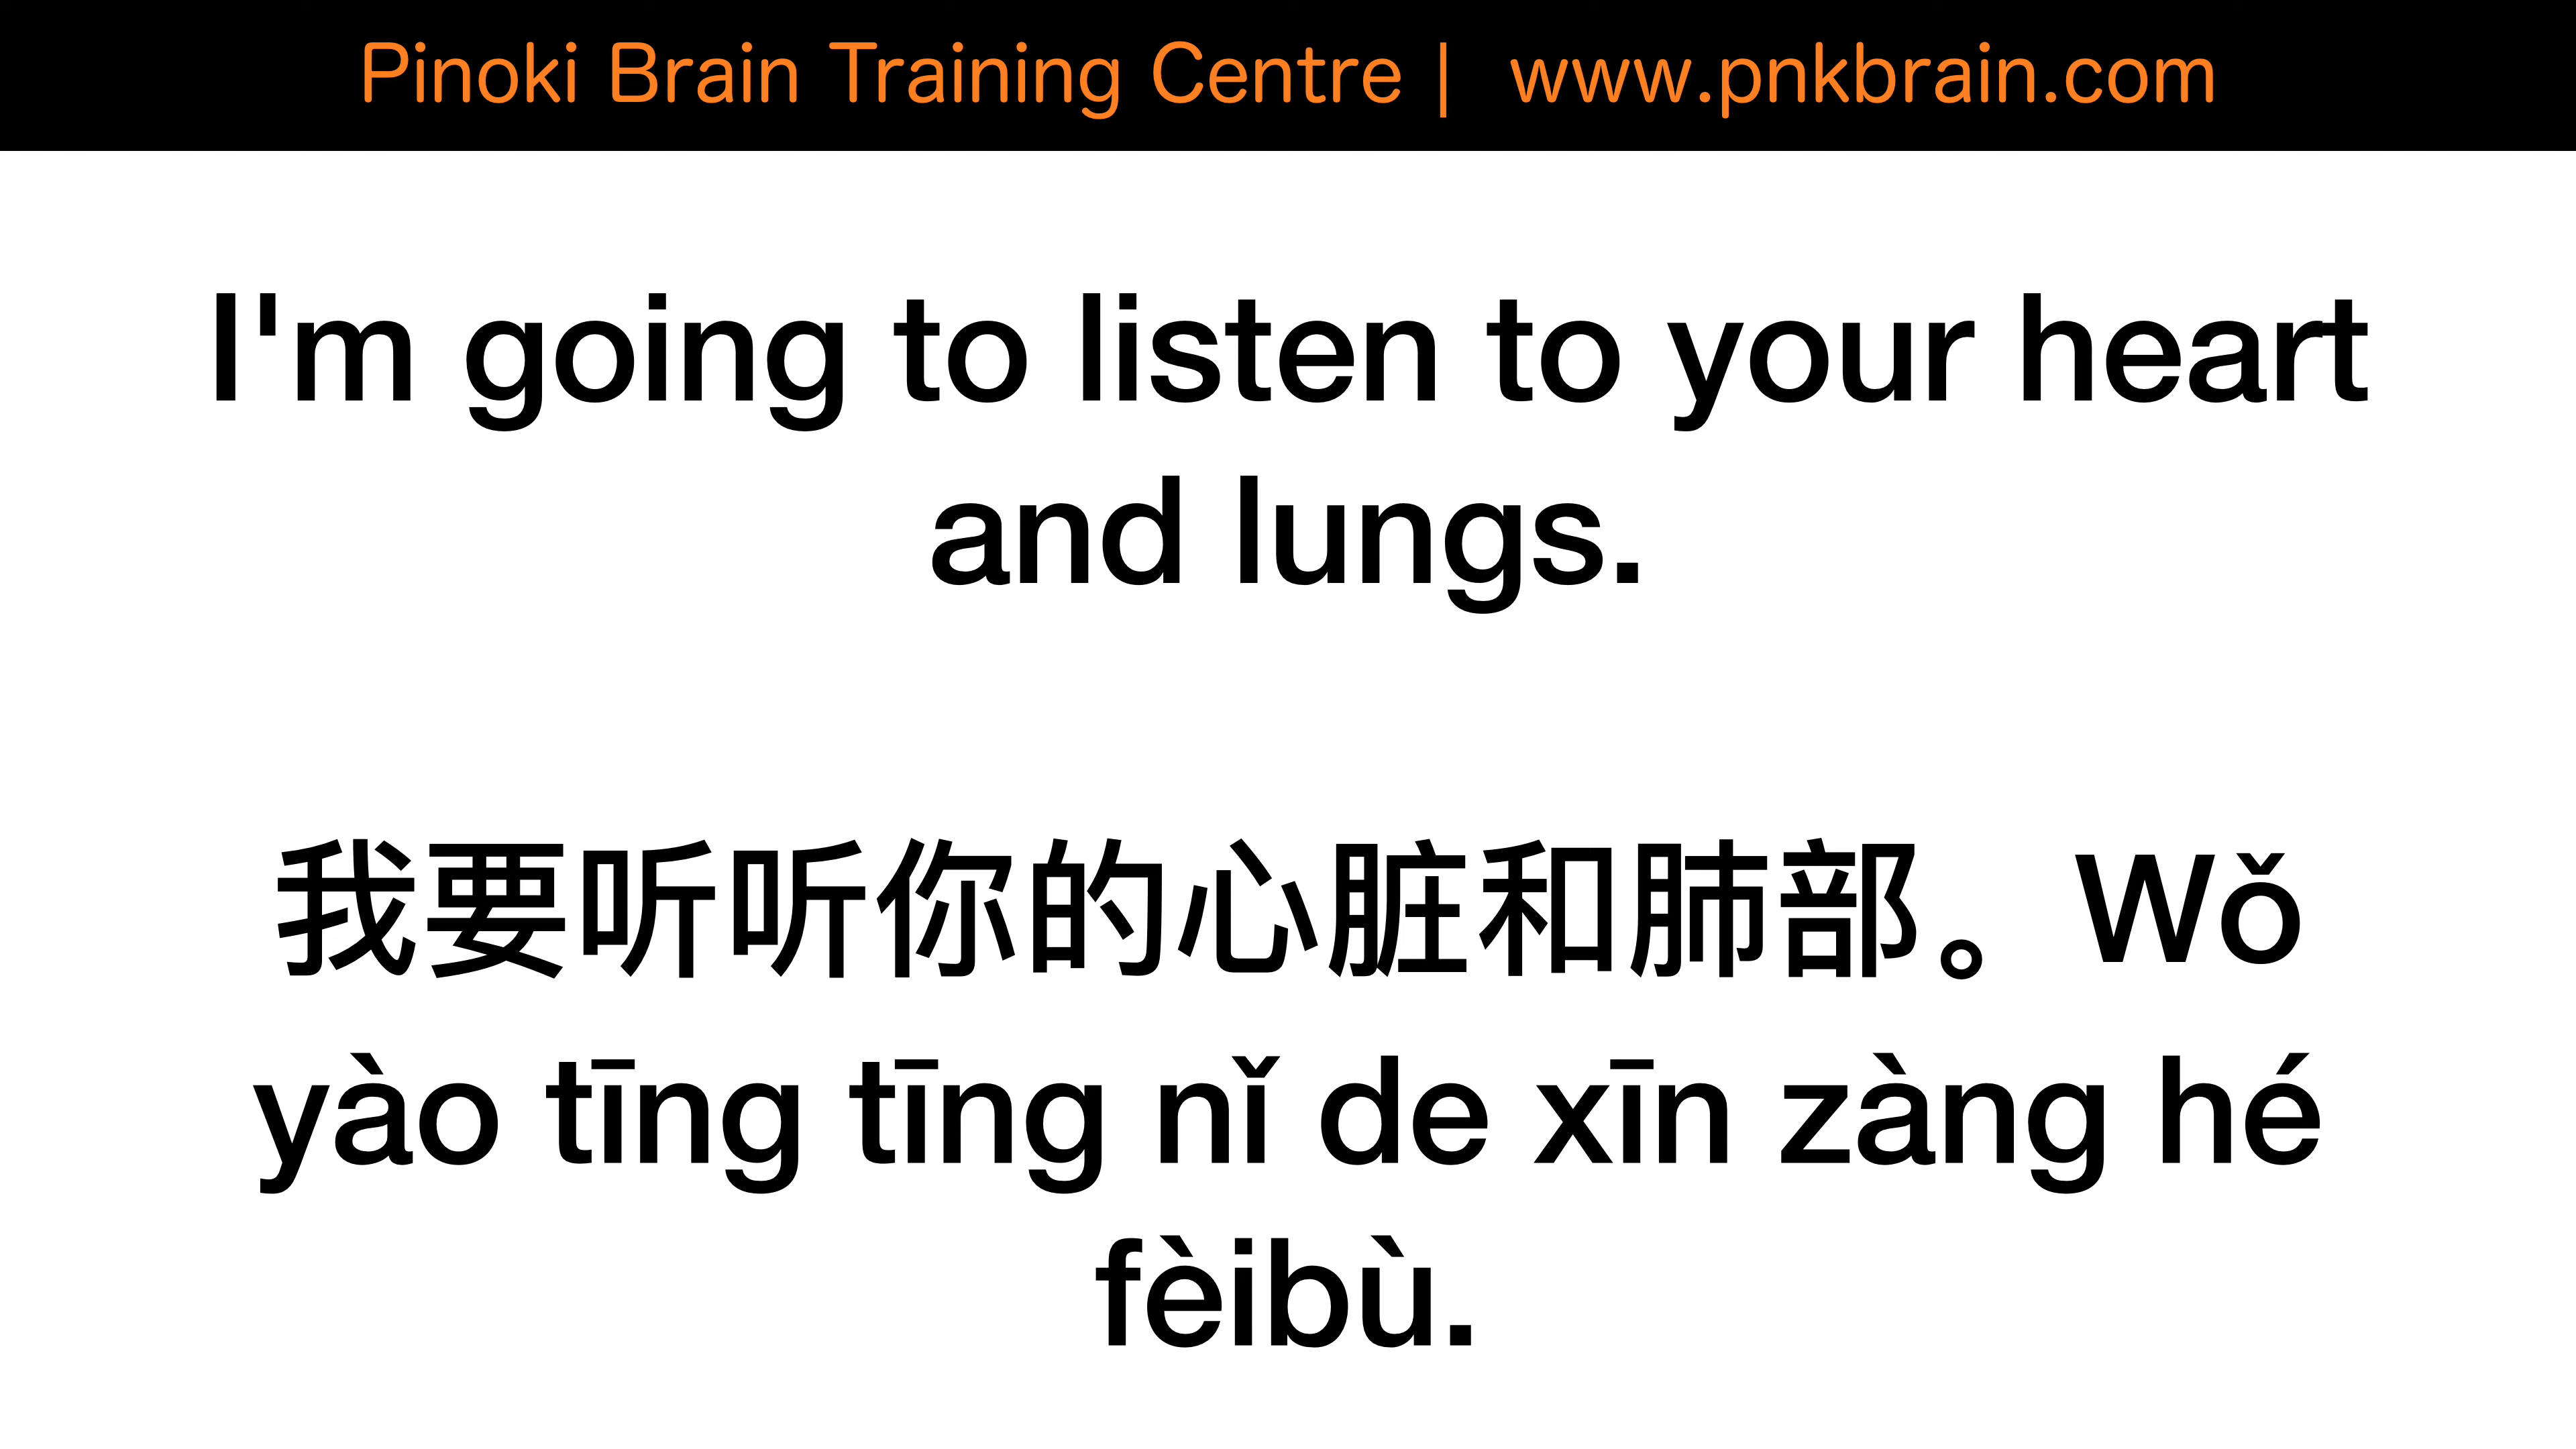 Pinoki Brain Training Centre | www.pnkbrain.com
I'm going to listen to your heart
and lungs.
我要听听你的心脏和肺部。Wǒ
yào tīng tīng nǐ de xīn zàng hé
fèibù.